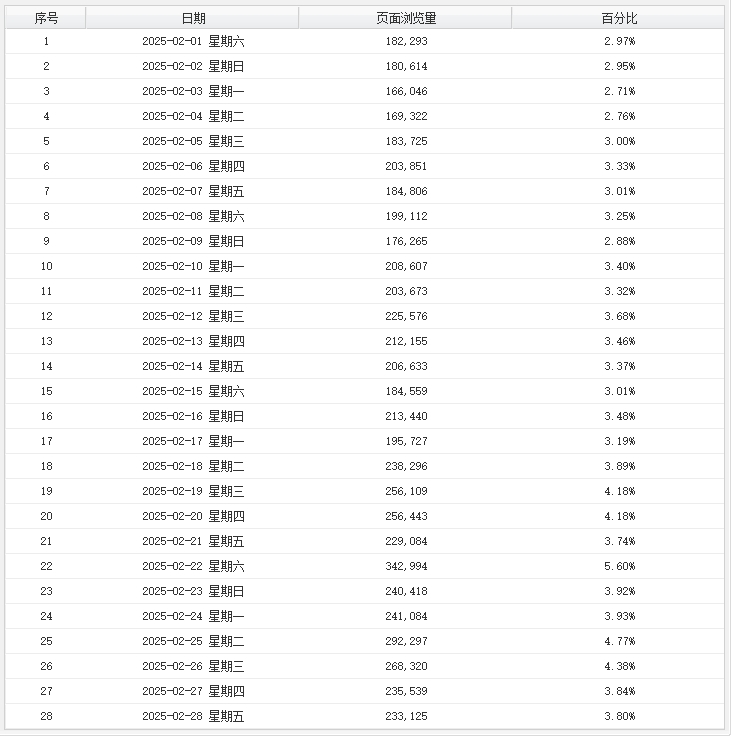 序号 日期 页面浏览量 百分比
1 2025-02-01 星期六 182,293 2.97%
2 2025-02-02 星期日 180,614 2.95%
3 2025-02-03 星期一 166,046 2.71%
4 2025-02-04 星期二 169,322 2.76%
5 2025-02-05 星期三 183,725 3.00%
6 2025-02-06 星期四 203,851 3.33%
7 2025-02-07 星期五 184,806 3.01%
8 2025-02-08 星期六 199,112 3.25%
9 2025-02-09 星期日 176,265 2.88%
10 2025-02-10 星期一 208,607 3.40%
11 2025-02-11 星期二 203,673 3.32%
12 2025-02-12 星期三 225,576 3.68%
13 2025-02-13 星期四 212,155 3.46%
14 2025-02-14 星期五 206,633 3.37%
15 2025-02-15 星期六 184,559 3.01%
16 2025-02-16 星期日 213,440 3.48%
17 2025-02-17 星期一 195,727 3.19%
18 2025-02-18 星期二 238,296 3.89%
19 2025-02-19 星期三 256,109 4.18%
20 2025-02-20 星期四 256,443 4.18%
21 2025-02-21 星期五 229,084 3.74%
22 2025-02-22 星期六 342,994 5.60%
23 2025-02-23 星期日 240,418 3.92%
24 2025-02-24 星期一 241,084 3.93%
25 2025-02-25 星期二 292,297 4.77%
26 2025-02-26 星期三 268,320 4.38%
27 2025-02-27 星期四 235,539 3.84%
28 2025-02-28 星期五 233,125 3.80%